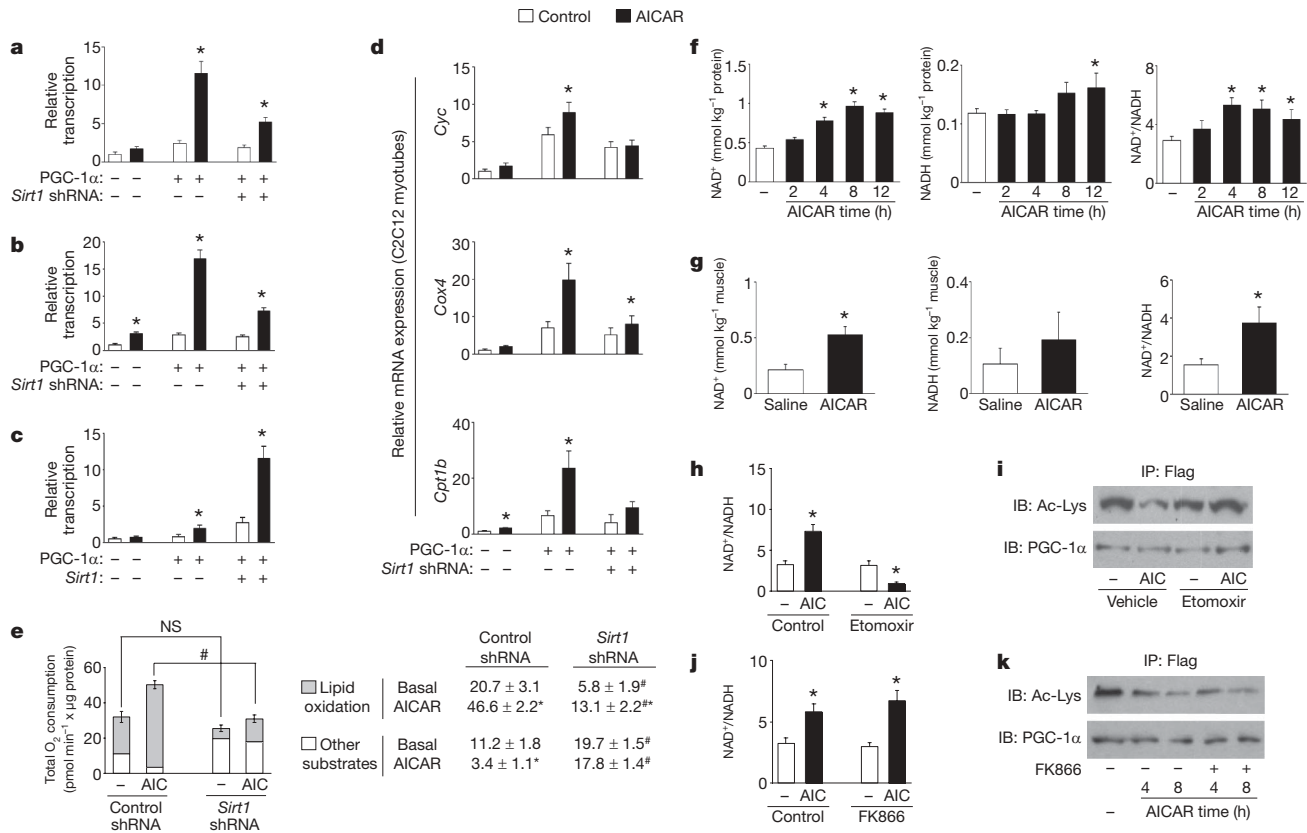 Control AICAR
a
Relative
transcription
15
10
5
0
PGC-1α: – – + + + +
Sirt1 shRNA: – – – – + +
b
Relative
transcription
20
15
10
5
0
PGC-1α: – – + + + +
Sirt1 shRNA: – – – – + +
c
Relative
transcription
15
10
5
0
PGC-1α: – – + + + +
Sirt1: – – – – + +
d
Relative mRNA expression (C2C12 myotubes)
Cyc
15
10
5
0
Cox4
30
20
10
0
Cpt1b
40
20
0
PGC-1α: – – + + + +
Sirt1 shRNA: – – – – + +
e
NS
#
Total O2 consumption
(pmol min−1 x µg protein)
60
40
20
0
– AIC – AIC
Control
shRNA
Sirt1
shRNA
Control
shRNA
Sirt1
shRNA
Lipid
oxidation
Basal 20.7 ± 3.1 5.8 ± 1.9#
AICAR 46.6 ± 2.2* 13.1 ± 2.2#*
Other
substrates
Basal 11.2 ± 1.8 19.7 ± 1.5#
AICAR 3.4 ± 1.1* 17.8 ± 1.4#
f
NAD+ (mmol kg−1 protein)
1.5
1
0.5
0
– 2 4 8 12
AICAR time (h)
NADH (mmol kg−1 protein)
0.2
0.1
0
– 2 4 8 12
AICAR time (h)
NAD+/NADH
8
4
0
– 2 4 8 12
AICAR time (h)
g
NAD+ (mmol kg−1 muscle)
1
0.5
0
Saline AICAR
NADH (mmol kg−1 muscle)
0.4
0.2
0
Saline AICAR
NAD+/NADH
6
4
2
0
Saline AICAR
h
NAD+/NADH
15
10
5
0
– AIC – AIC
Control Etomoxir
i
IP: Flag
IB: Ac-Lys
IB: PGC-1α
– AIC – AIC
Vehicle Etomoxir
j
NAD+/NADH
10
5
0
– AIC – AIC
Control FK866
k
IP: Flag
IB: Ac-Lys
IB: PGC-1α
FK866 – – – + +
– 4 8 4 8
AICAR time (h)